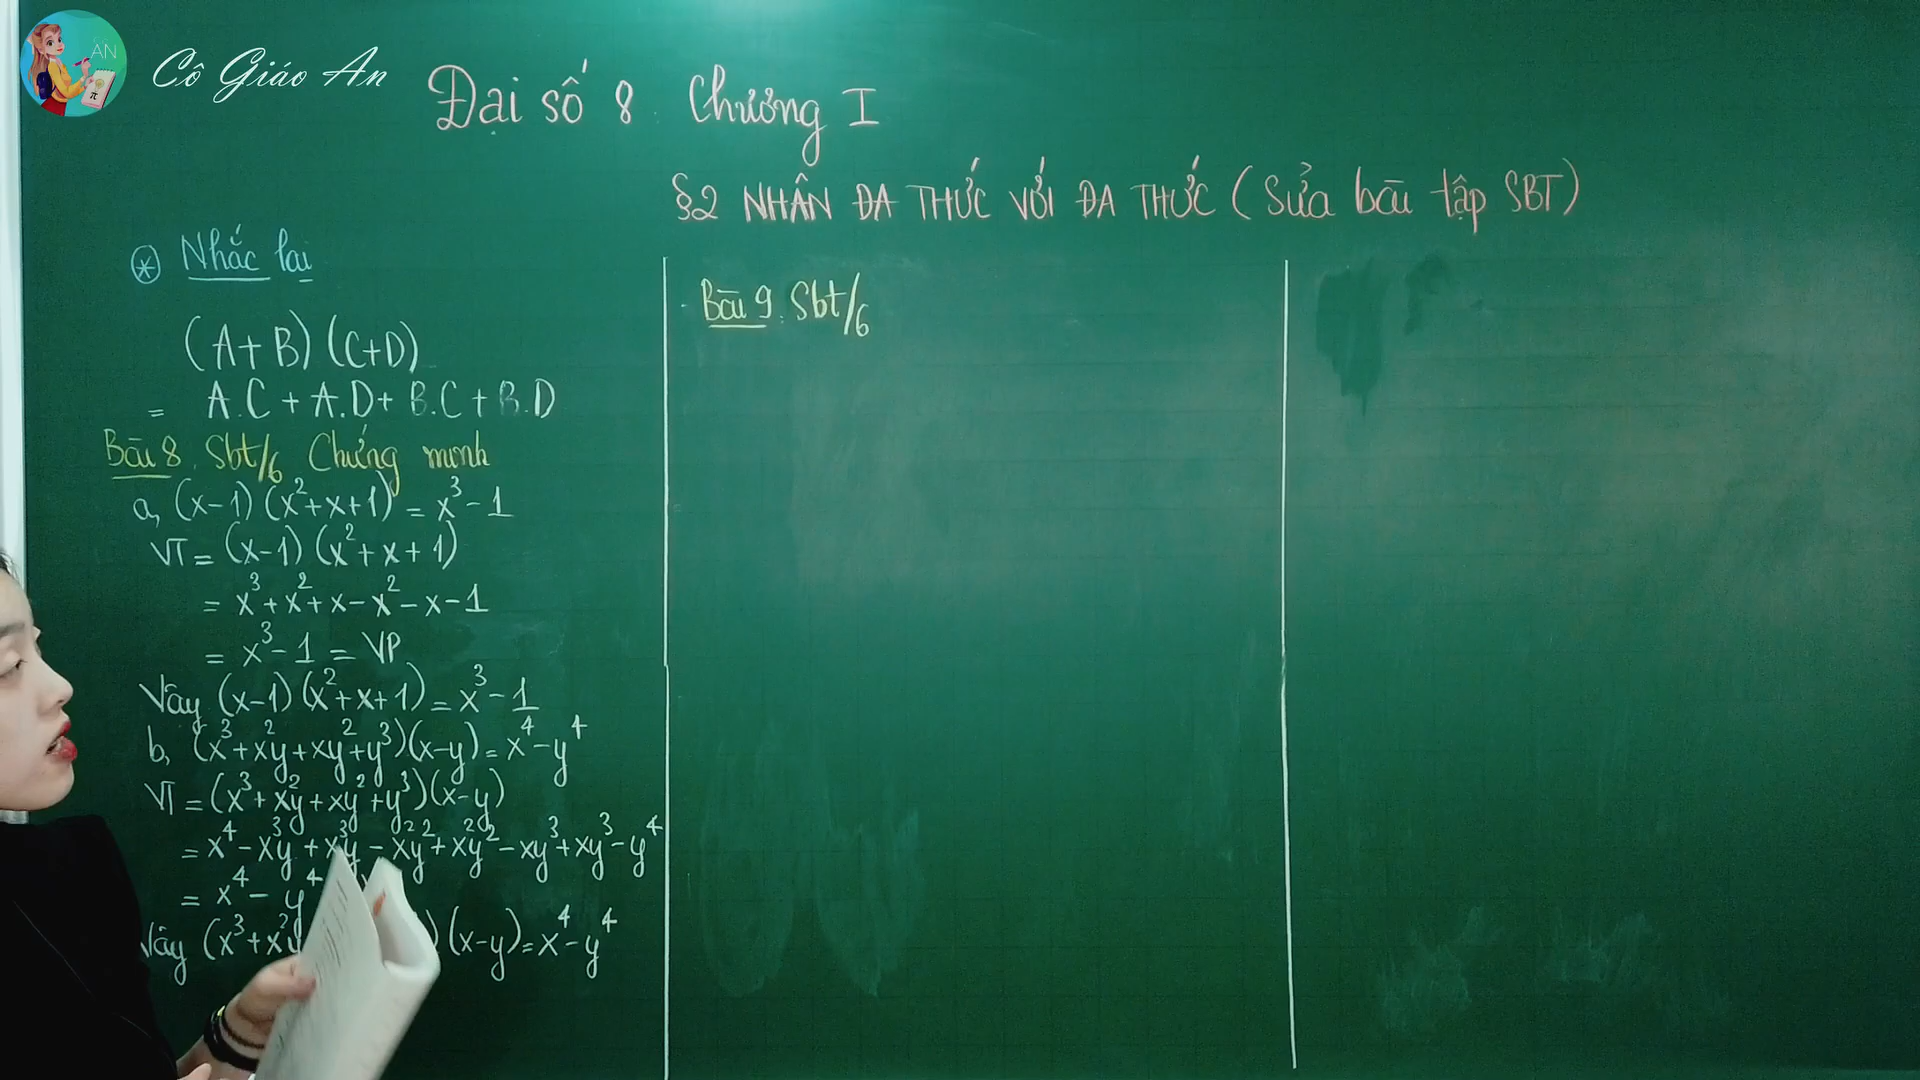 Cô Giáo An
Đại số 8 Chương I
§2 NHÂN ĐA THỨC VỚI ĐA THỨC (Sửa bài tập SBT)
⊛ Nhắc lại
(A+B)(C+D)
= A.C + A.D + B.C + B.D
Bài 8. Sbt/6 Chứng minh
a, (x-1)(x²+x+1) = x³-1
VT = (x-1)(x²+x+1)
= x³+x²+x-x²-x-1
= x³-1 = VP
Vậy (x-1)(x²+x+1) = x³-1
b, (x³+x²y+xy²+y³)(x-y) = x⁴-y⁴
VT = (x³+x²y+xy²+y³)(x-y)
= x⁴-x³y+x³y-x²y²+x²y²-xy³+xy³-y⁴
= x⁴-y⁴
Vậy (x³+x²y )(x-y) = x⁴-y⁴
Bài 9. Sbt/6